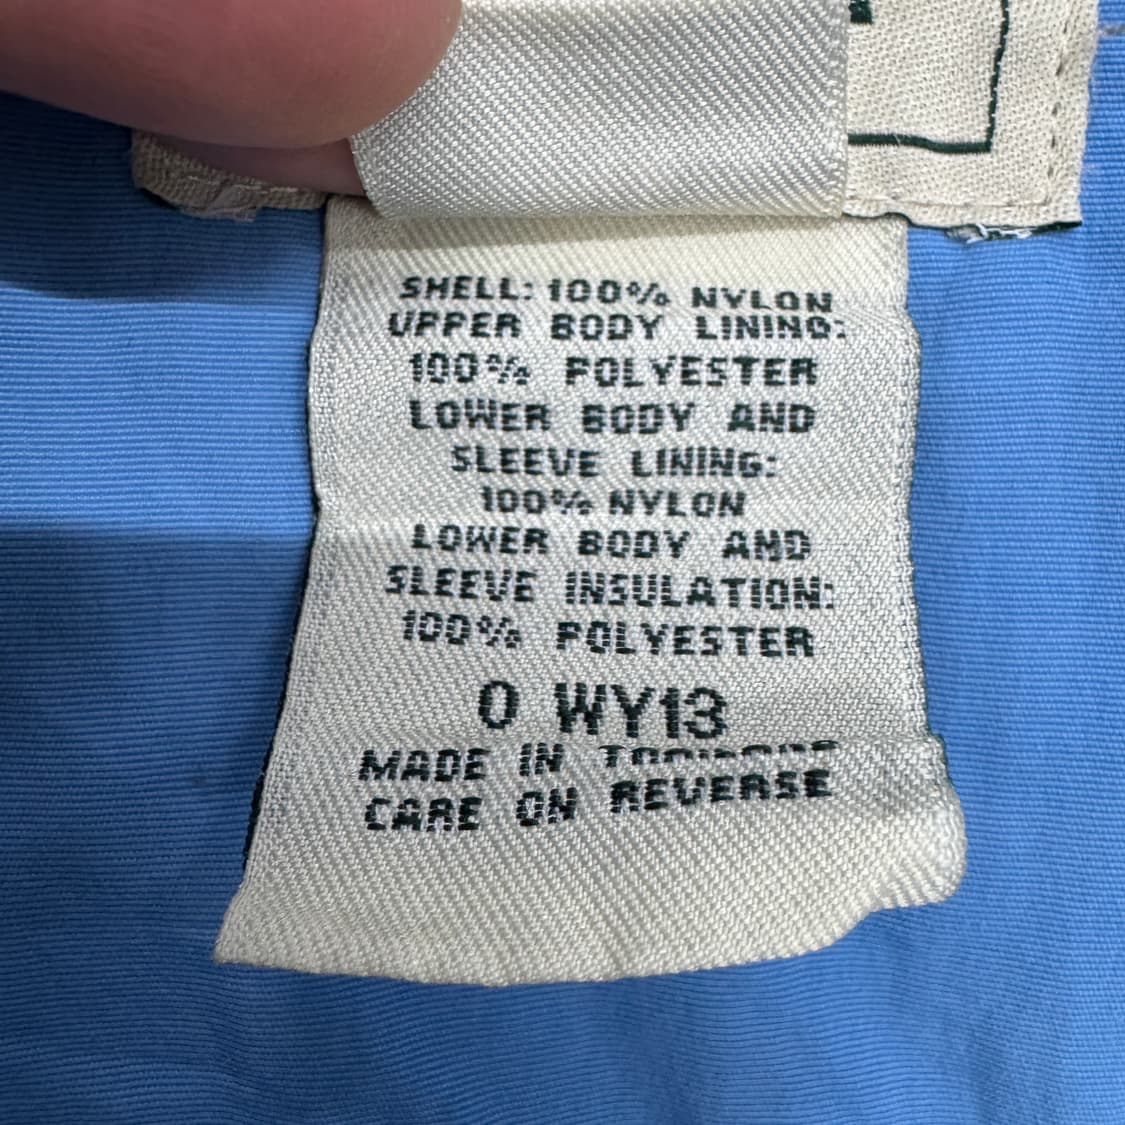 SHELL: 100% NYLON
UPPER BODY LINING:
100% POLYESTER
LOWER BODY AND
SLEEVE LINING:
100% NYLON
LOWER BODY AND
SLEEVE INSULATION:
100% POLYESTER
0 WY13
MADE IN
CARE ON REVERSE